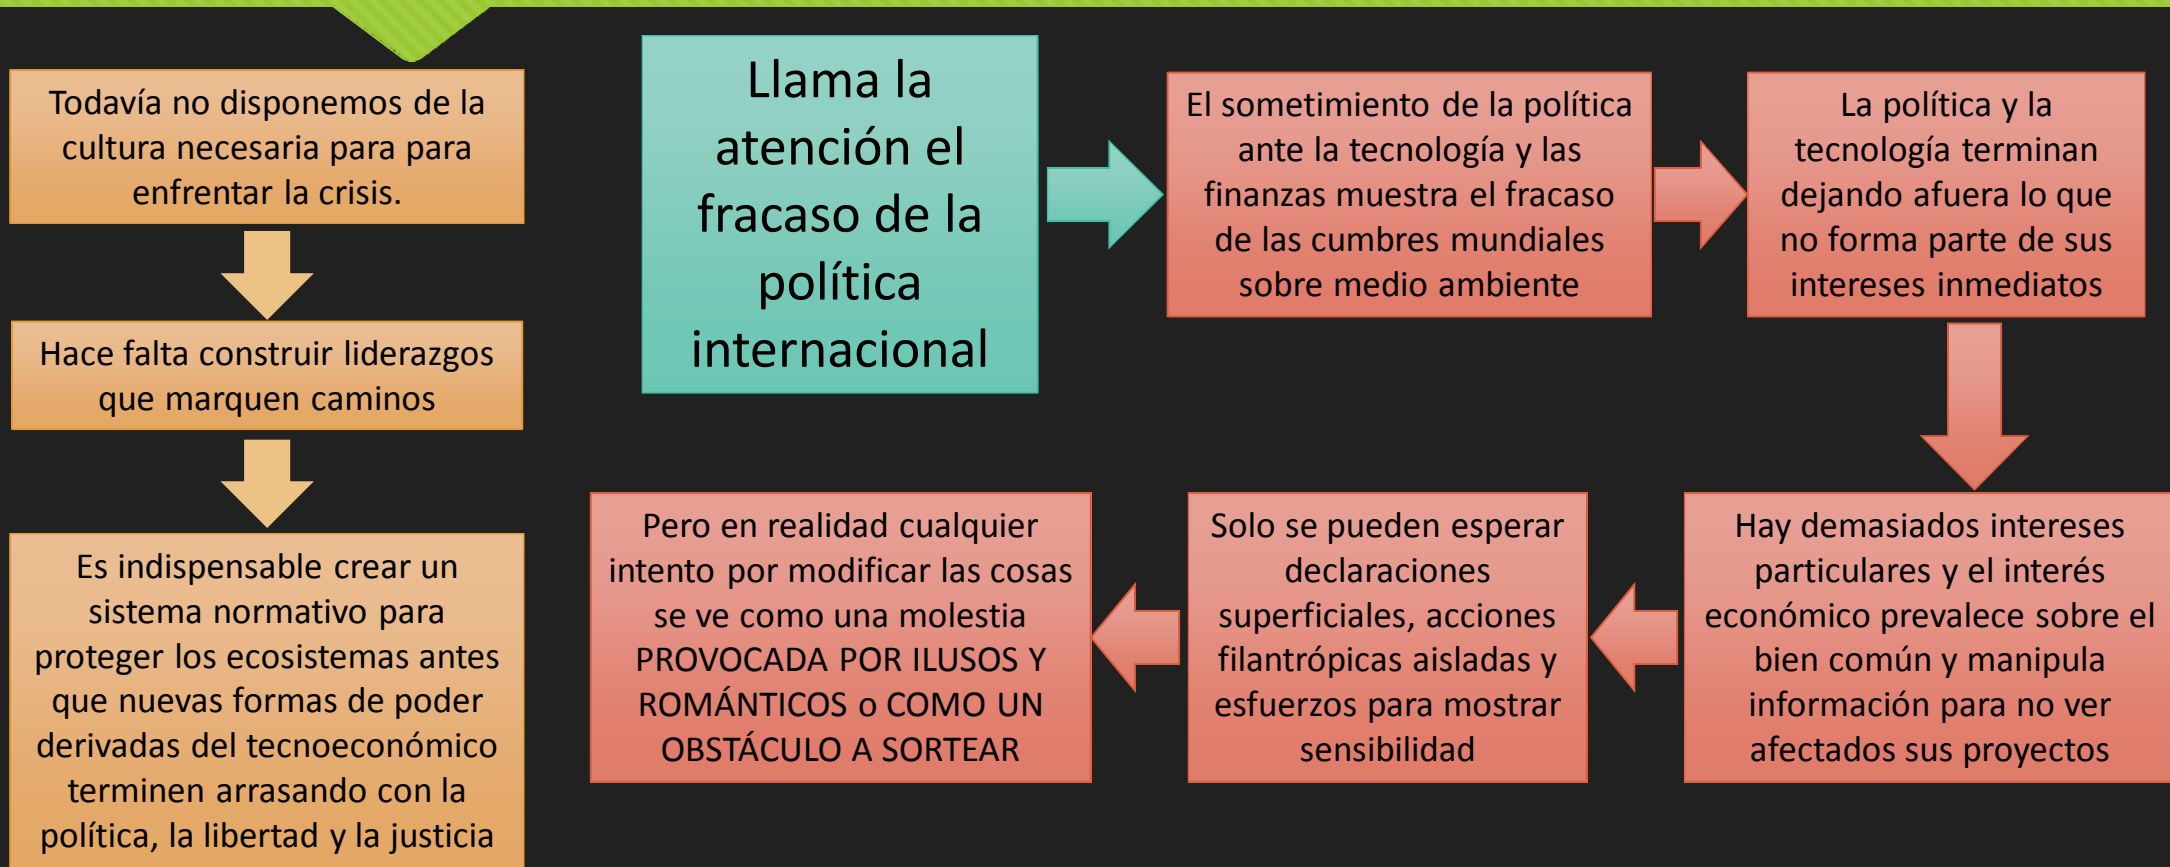 Todavía no disponemos de la
cultura necesaria para para
enfrentar la crisis.
Hace falta construir liderazgos
que marquen caminos
Es indispensable crear un
sistema normativo para
proteger los ecosistemas antes
que nuevas formas de poder
derivadas del tecnoeconómico
terminen arrasando con la
política, la libertad y la justicia
Llama la
atención el
fracaso de la
política
internacional
El sometimiento de la política
ante la tecnología y las
finanzas muestra el fracaso
de las cumbres mundiales
sobre medio ambiente
La política y la
tecnología terminan
dejando afuera lo que
no forma parte de sus
intereses inmediatos
Hay demasiados intereses
particulares y el interés
económico prevalece sobre el
bien común y manipula
información para no ver
afectados sus proyectos
Solo se pueden esperar
declaraciones
superficiales, acciones
filantrópicas aisladas y
esfuerzos para mostrar
sensibilidad
Pero en realidad cualquier
intento por modificar las cosas
se ve como una molestia
PROVOCADA POR ILUSOS Y
ROMÁNTICOS o COMO UN
OBSTÁCULO A SORTEAR